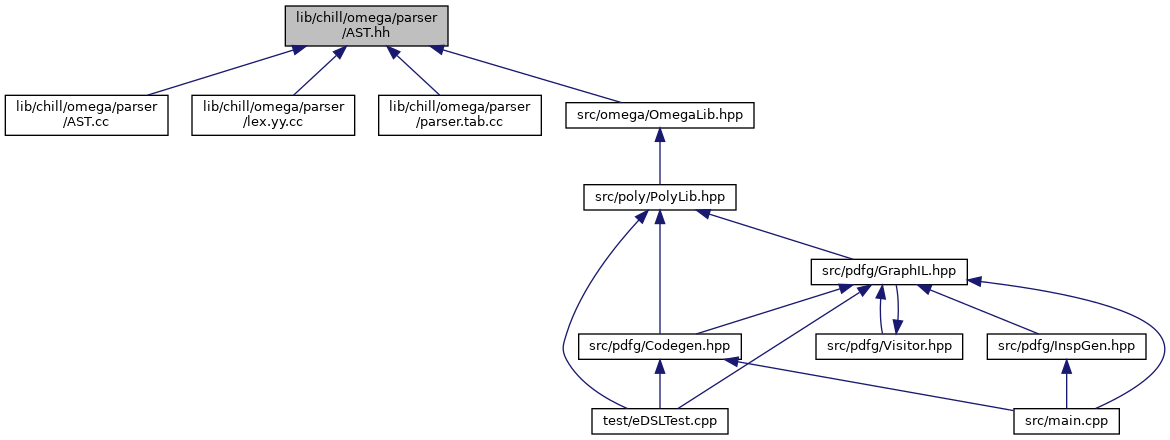 lib/chill/omega/parser
/AST.hh
lib/chill/omega/parser
/AST.cc
lib/chill/omega/parser
/lex.yy.cc
lib/chill/omega/parser
/parser.tab.cc
src/omega/OmegaLib.hpp
src/poly/PolyLib.hpp
src/pdfg/GraphIL.hpp
src/pdfg/Codegen.hpp
src/pdfg/Visitor.hpp
src/pdfg/InspGen.hpp
test/eDSLTest.cpp
src/main.cpp